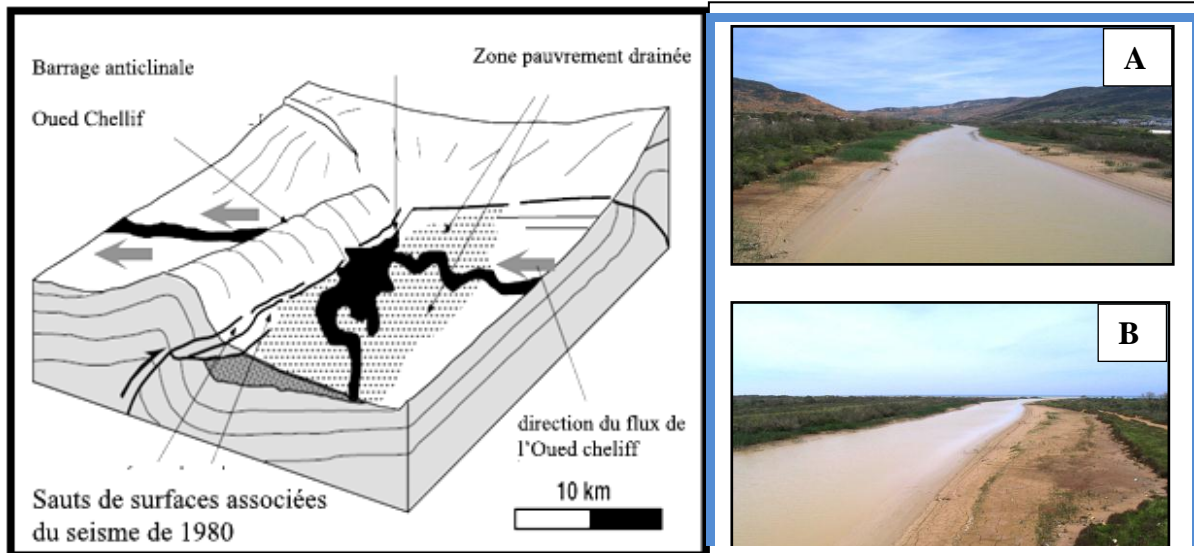 Barrage anticlinale
Zone pauvrement drainée
Oued Chellif
direction du flux de
l'Oued cheliff
10 km
Sauts de surfaces associées
du seisme de 1980
A
B